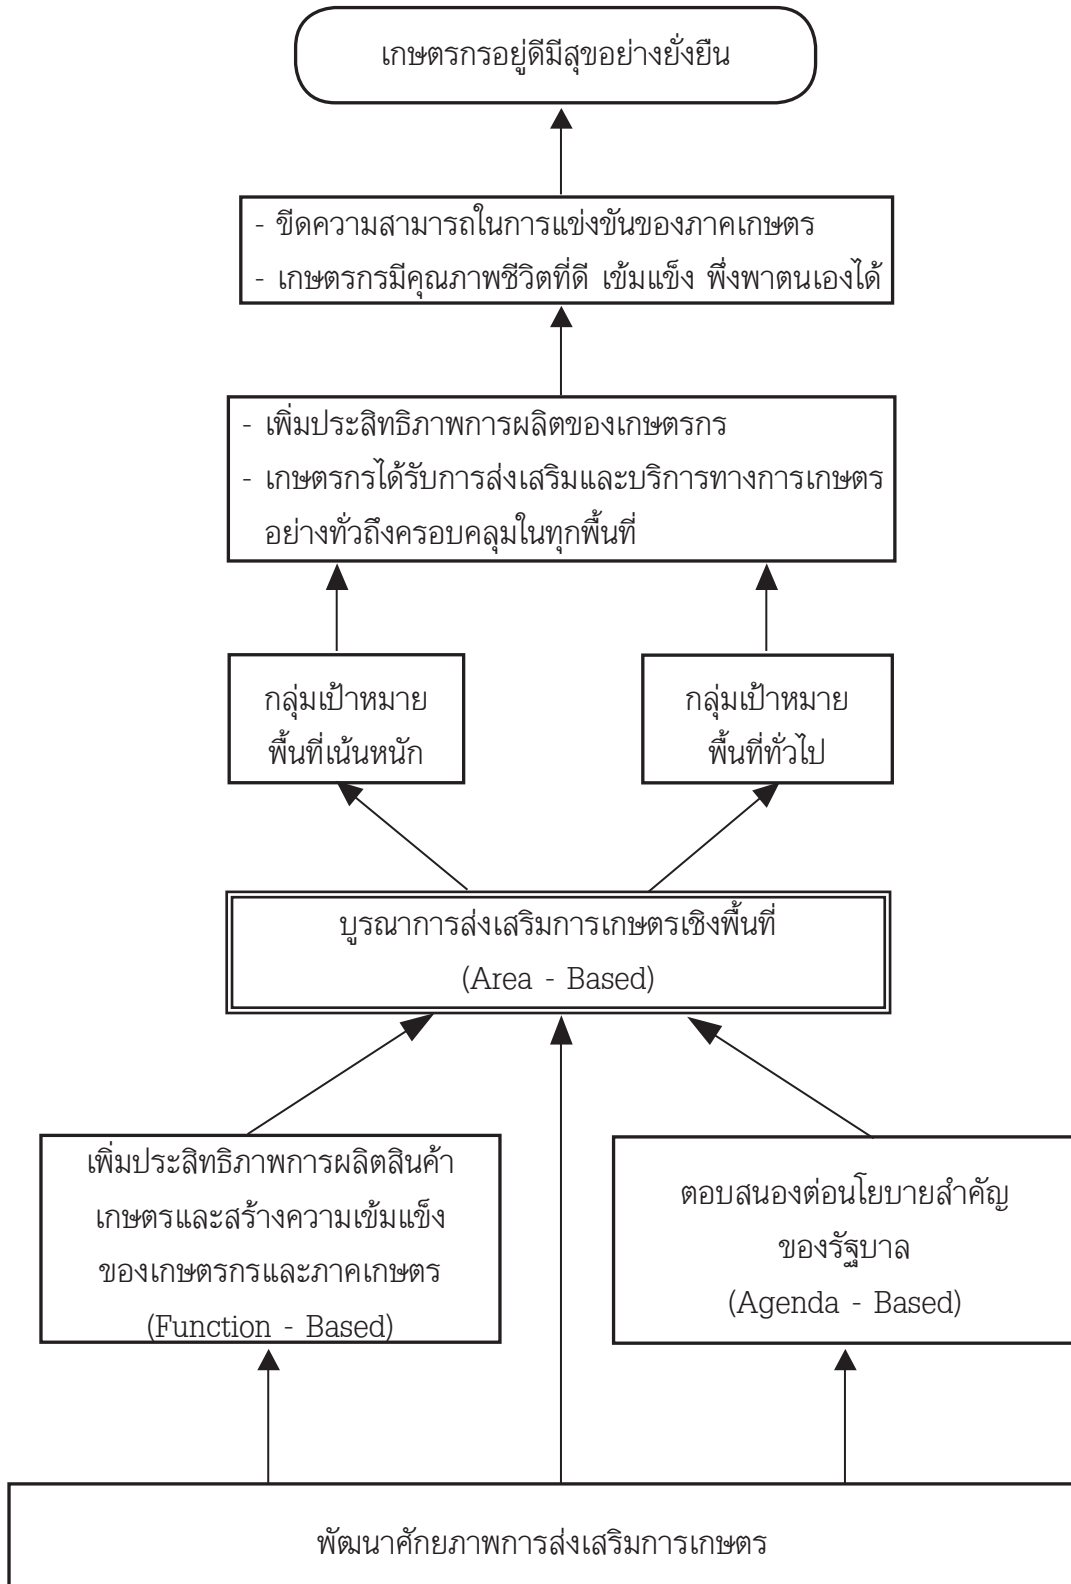 เกษตรกรอยู่ดีมีสุขอย่างยั่งยืน
- ขีดความสามารถในการแข่งขันของภาคเกษตร
- เกษตรกรมีคุณภาพชีวิตที่ดี เข้มแข็ง พึ่งพาตนเองได้
- เพิ่มประสิทธิภาพการผลิตของเกษตรกร
- เกษตรกรได้รับการส่งเสริมและบริการทางการเกษตร
อย่างทั่วถึงครอบคลุมในทุกพื้นที่
กลุ่มเป้าหมาย
พื้นที่เน้นหนัก
กลุ่มเป้าหมาย
พื้นที่ทั่วไป
บูรณาการส่งเสริมการเกษตรเชิงพื้นที่
(Area - Based)
เพิ่มประสิทธิภาพการผลิตสินค้า
เกษตรและสร้างความเข้มแข็ง
ของเกษตรกรและภาคเกษตร
(Function - Based)
ตอบสนองต่อนโยบายสำคัญ
ของรัฐบาล
(Agenda - Based)
พัฒนาศักยภาพการส่งเสริมการเกษตร